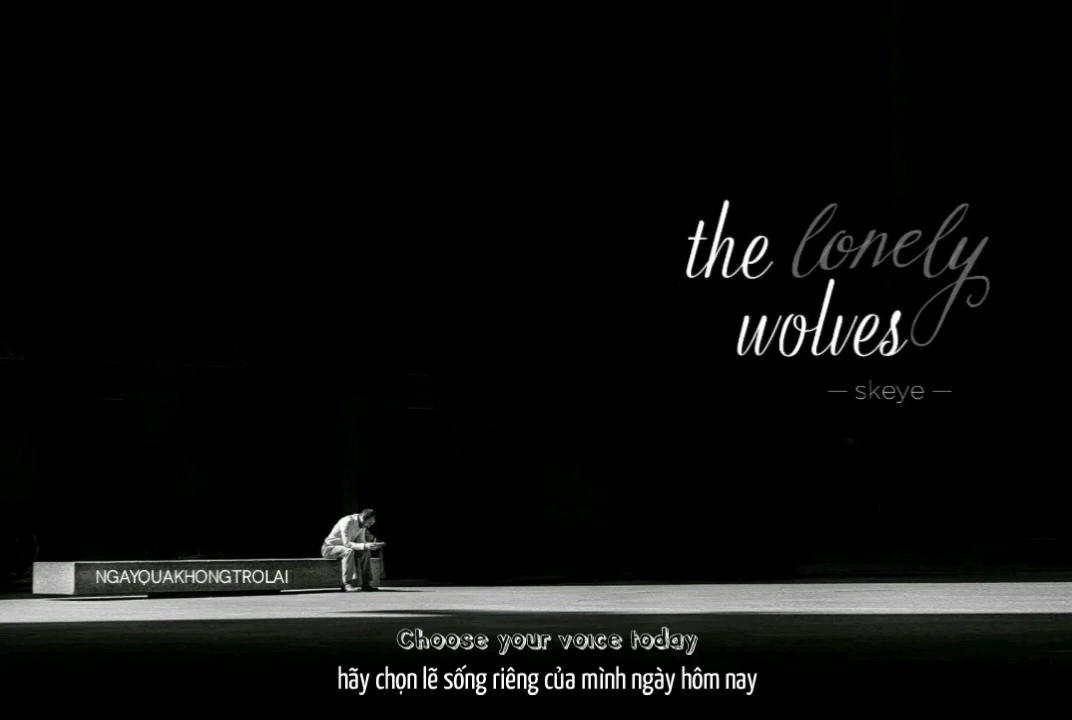 the lonely
wolves
— skeye —
NGAYQUAKHONGTROLAI
Choose your voice today
hãy chọn lẽ sống riêng của mình ngày hôm nay